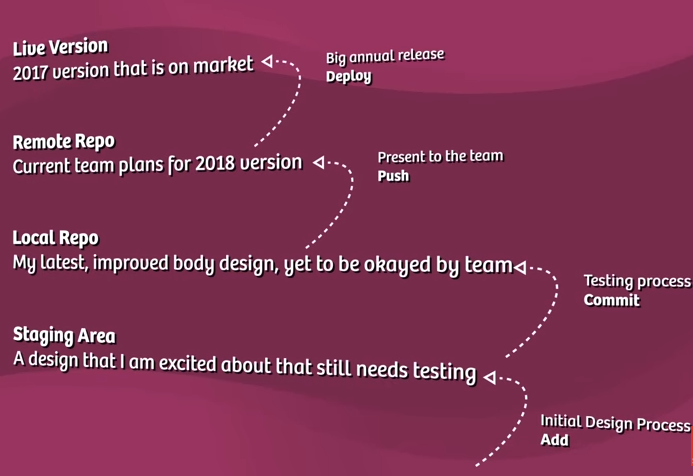 Live Version
2017 version that is on market
Big annual release
Deploy
Remote Repo
Current team plans for 2018 version
Present to the team
Push
Local Repo
My latest, improved body design, yet to be okayed by team
Testing process
Commit
Staging Area
A design that I am excited about that still needs testing
Initial Design Process
Add